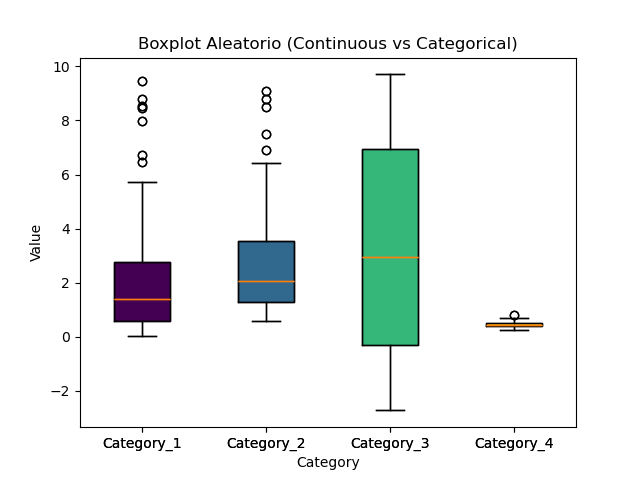 Boxplot Aleatorio (Continuous vs Categorical)
10
8
6
4
2
0
−2
Value
Category_1 Category_2 Category_3 Category_4
Category